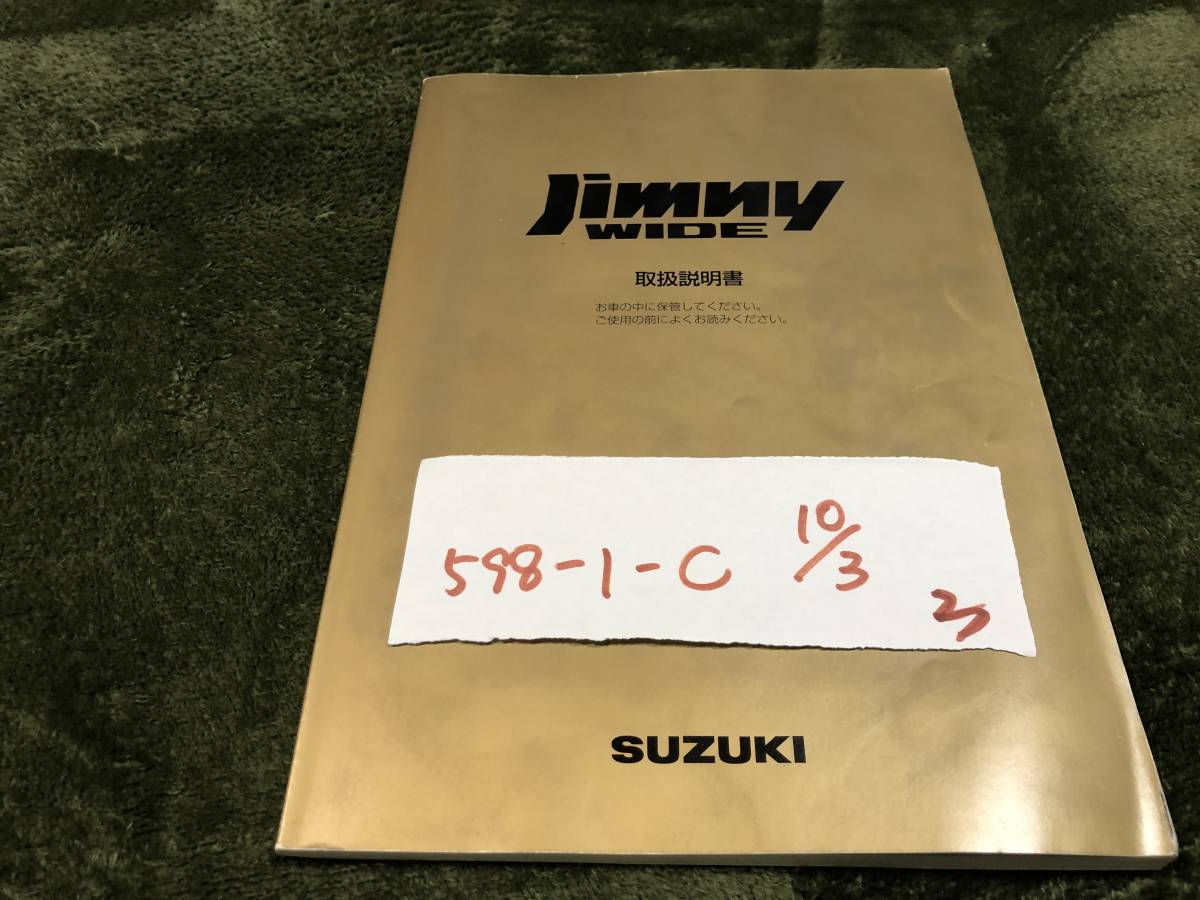 Jimny
WIDE
取扱説明書
お車の中に保管してください。
ご使用の前によくお読みください。
598-1-C 10/3
SUZUKI